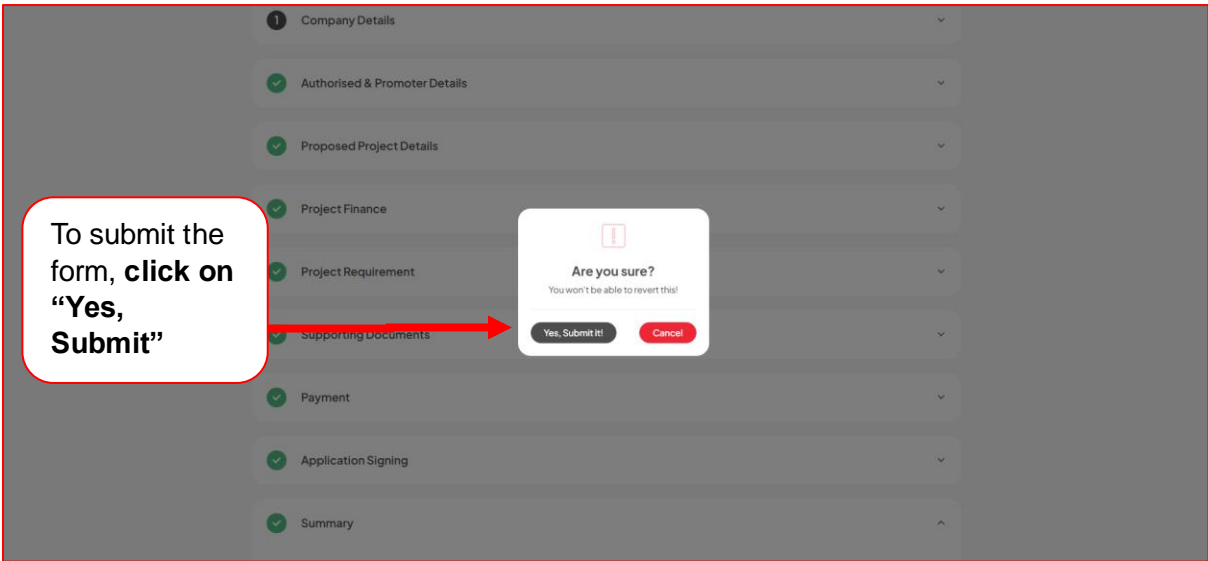 1 Company Details
Authorised & Promoter Details
Proposed Project Details
Project Finance
Project Requirement
Supporting Documents
Payment
Application Signing
Summary
To submit the
form, click on
“Yes,
Submit”
Are you sure?
You won't be able to revert this!
Yes, Submit it! Cancel